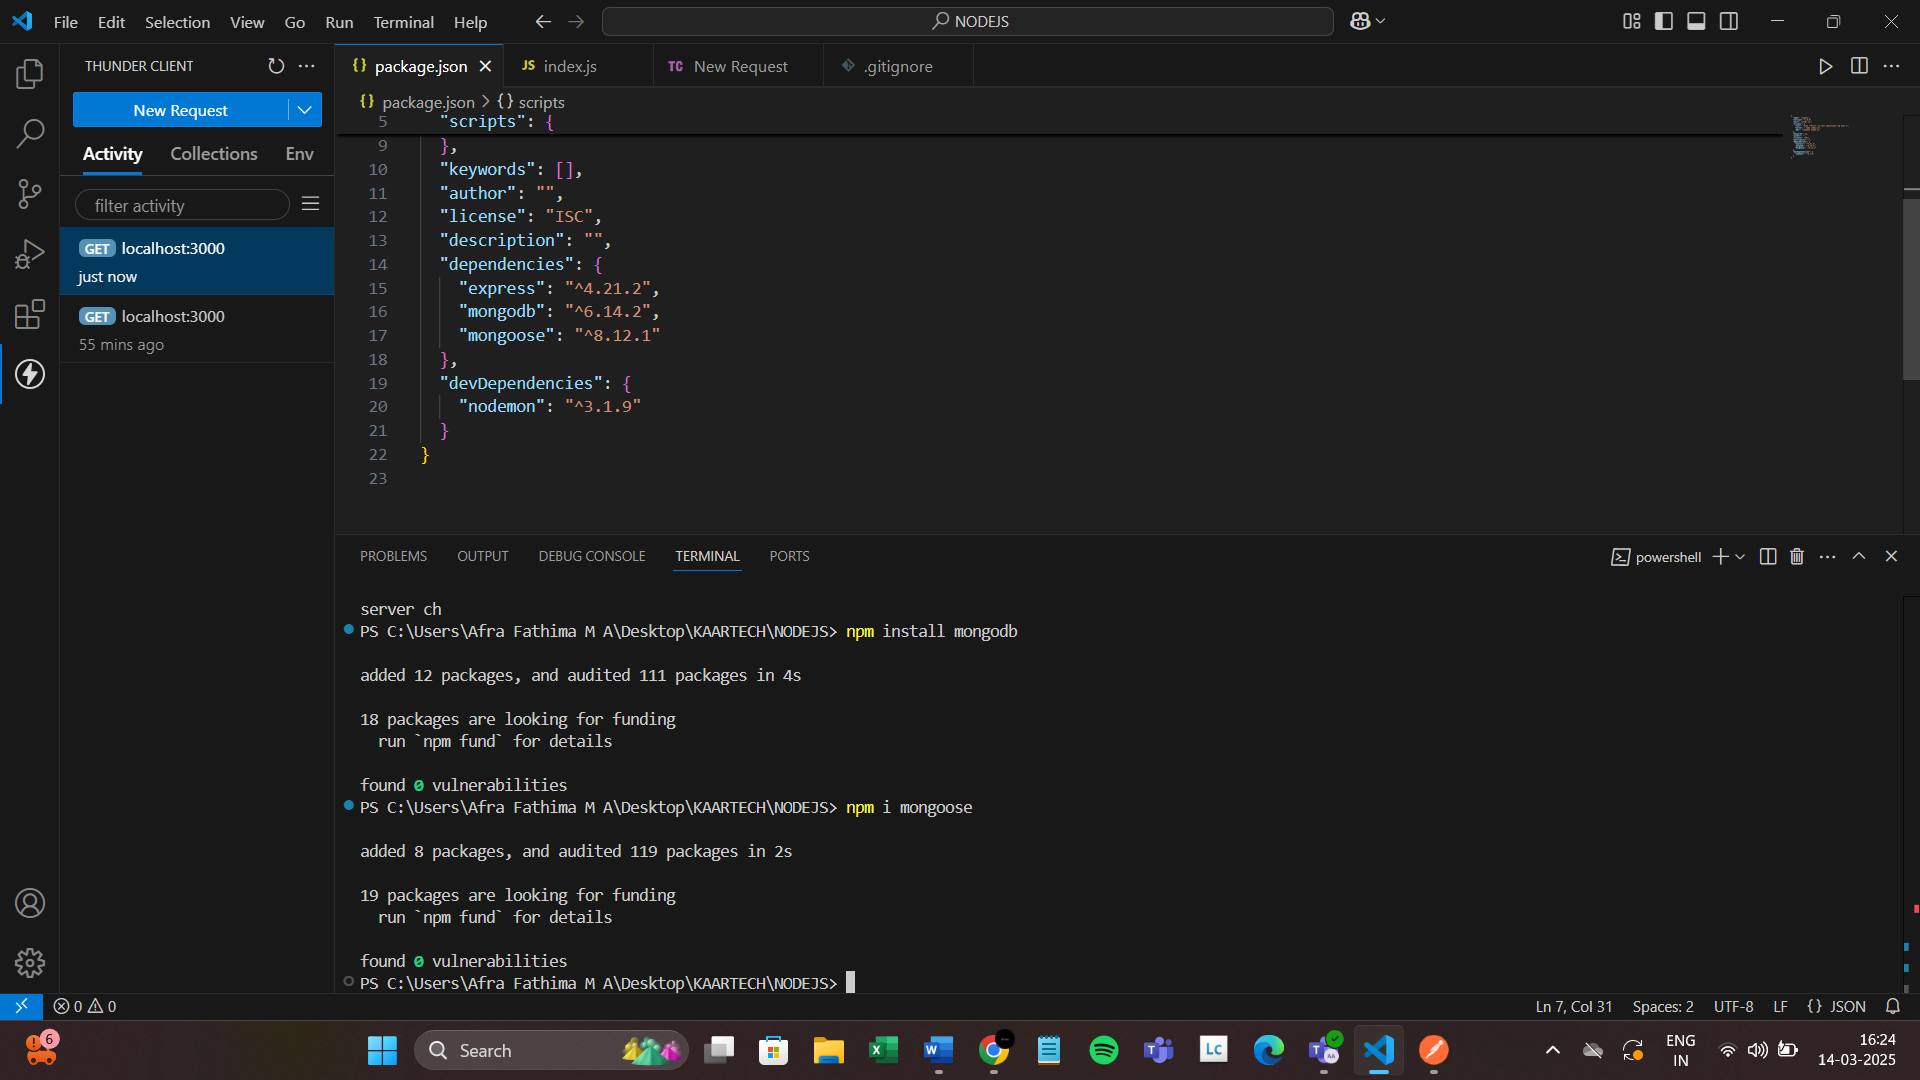 File Edit Selection View Go Run Terminal Help
NODEJS
THUNDER CLIENT
New Request
Activity Collections Env
filter activity
GET localhost:3000
just now
GET localhost:3000
55 mins ago
{} package.json
JS index.js
TC New Request
.gitignore
{} package.json > {} scripts
5 "scripts": {
9 },
10 "keywords": [],
11 "author": "",
12 "license": "ISC",
13 "description": "",
14 "dependencies": {
15 "express": "^4.21.2",
16 "mongodb": "^6.14.2",
17 "mongoose": "^8.12.1"
18 },
19 "devDependencies": {
20 "nodemon": "^3.1.9"
21 }
22 }
23
PROBLEMS OUTPUT DEBUG CONSOLE TERMINAL PORTS
powershell
server ch
PS C:\Users\Afra Fathima M A\Desktop\KAARTECH\NODEJS> npm install mongodb
added 12 packages, and audited 111 packages in 4s
18 packages are looking for funding
run `npm fund` for details
found 0 vulnerabilities
PS C:\Users\Afra Fathima M A\Desktop\KAARTECH\NODEJS> npm i mongoose
added 8 packages, and audited 119 packages in 2s
19 packages are looking for funding
run `npm fund` for details
found 0 vulnerabilities
PS C:\Users\Afra Fathima M A\Desktop\KAARTECH\NODEJS>
0 0
Ln 7, Col 31 Spaces: 2 UTF-8 LF {} JSON
6
Search
LC
ENG
IN
16:24
14-03-2025